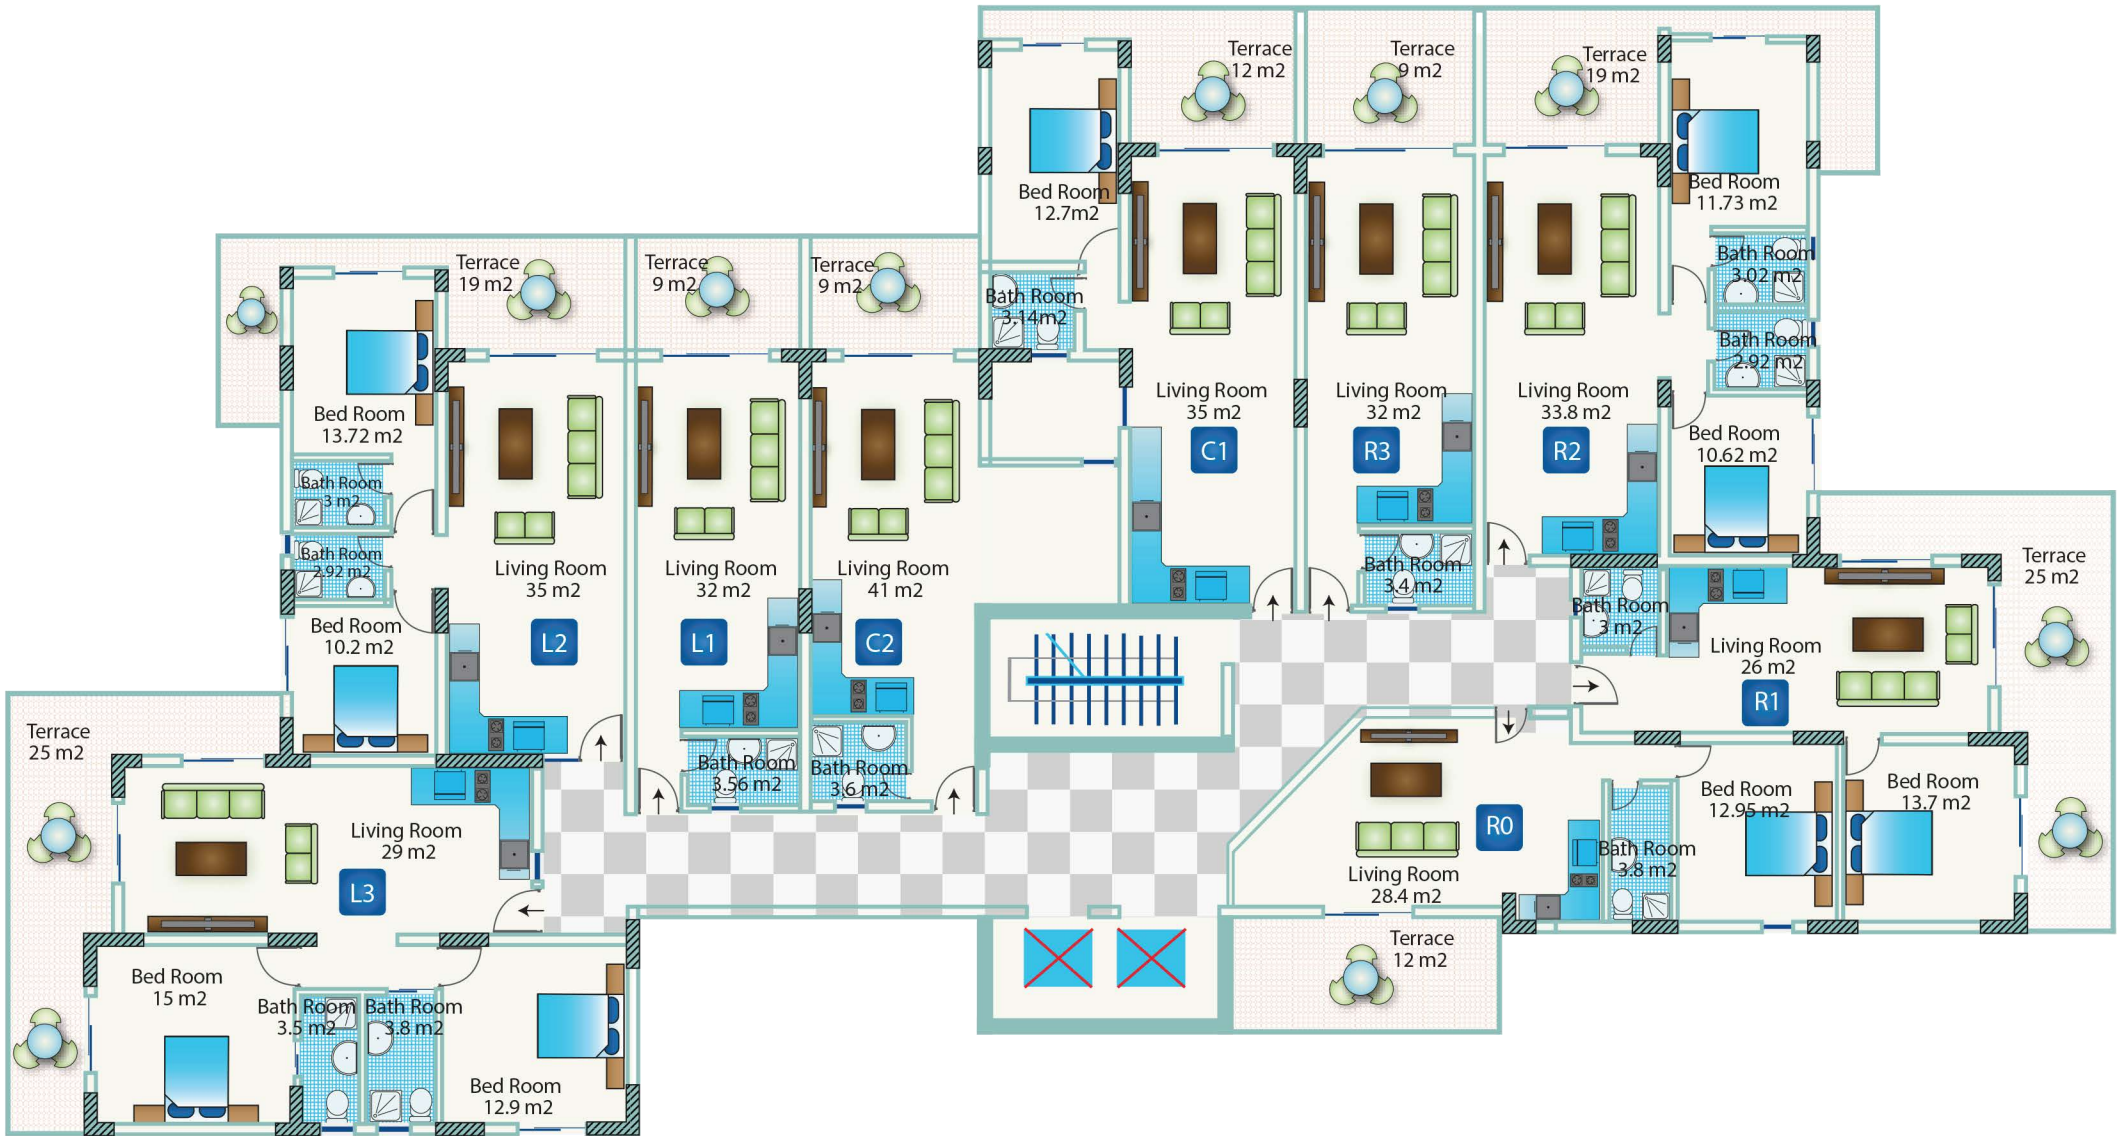 Terrace
12 m2
Terrace
9 m2
Terrace
19 m2
Bed Room
12.7m2
Bed Room
11.73 m2
Bath Room
3.02 m2
Bath Room
2.92 m2
Bath Room
3.14m2
Terrace
19 m2
Terrace
9 m2
Terrace
9 m2
Living Room
35 m2
C1
Living Room
32 m2
R3
Living Room
33.8 m2
R2
Bed Room
10.62 m2
Bed Room
13.72 m2
Bath Room
3 m2
Bath Room
2.92 m2
Bed Room
10.2 m2
Living Room
35 m2
L2
Living Room
32 m2
L1
Living Room
41 m2
C2
Bath Room
3.4 m2
Bath Room
3 m2
Living Room
26 m2
R1
Terrace
25 m2
Terrace
25 m2
Bath Room
3.56 m2
Bath Room
3.6 m2
Living Room
29 m2
L3
R0
Living Room
28.4 m2
Bath Room
3.8 m2
Bed Room
12.95 m2
Bed Room
13.7 m2
Terrace
12 m2
Bed Room
15 m2
Bath Room
3.5 m2
Bath Room
3.8 m2
Bed Room
12.9 m2